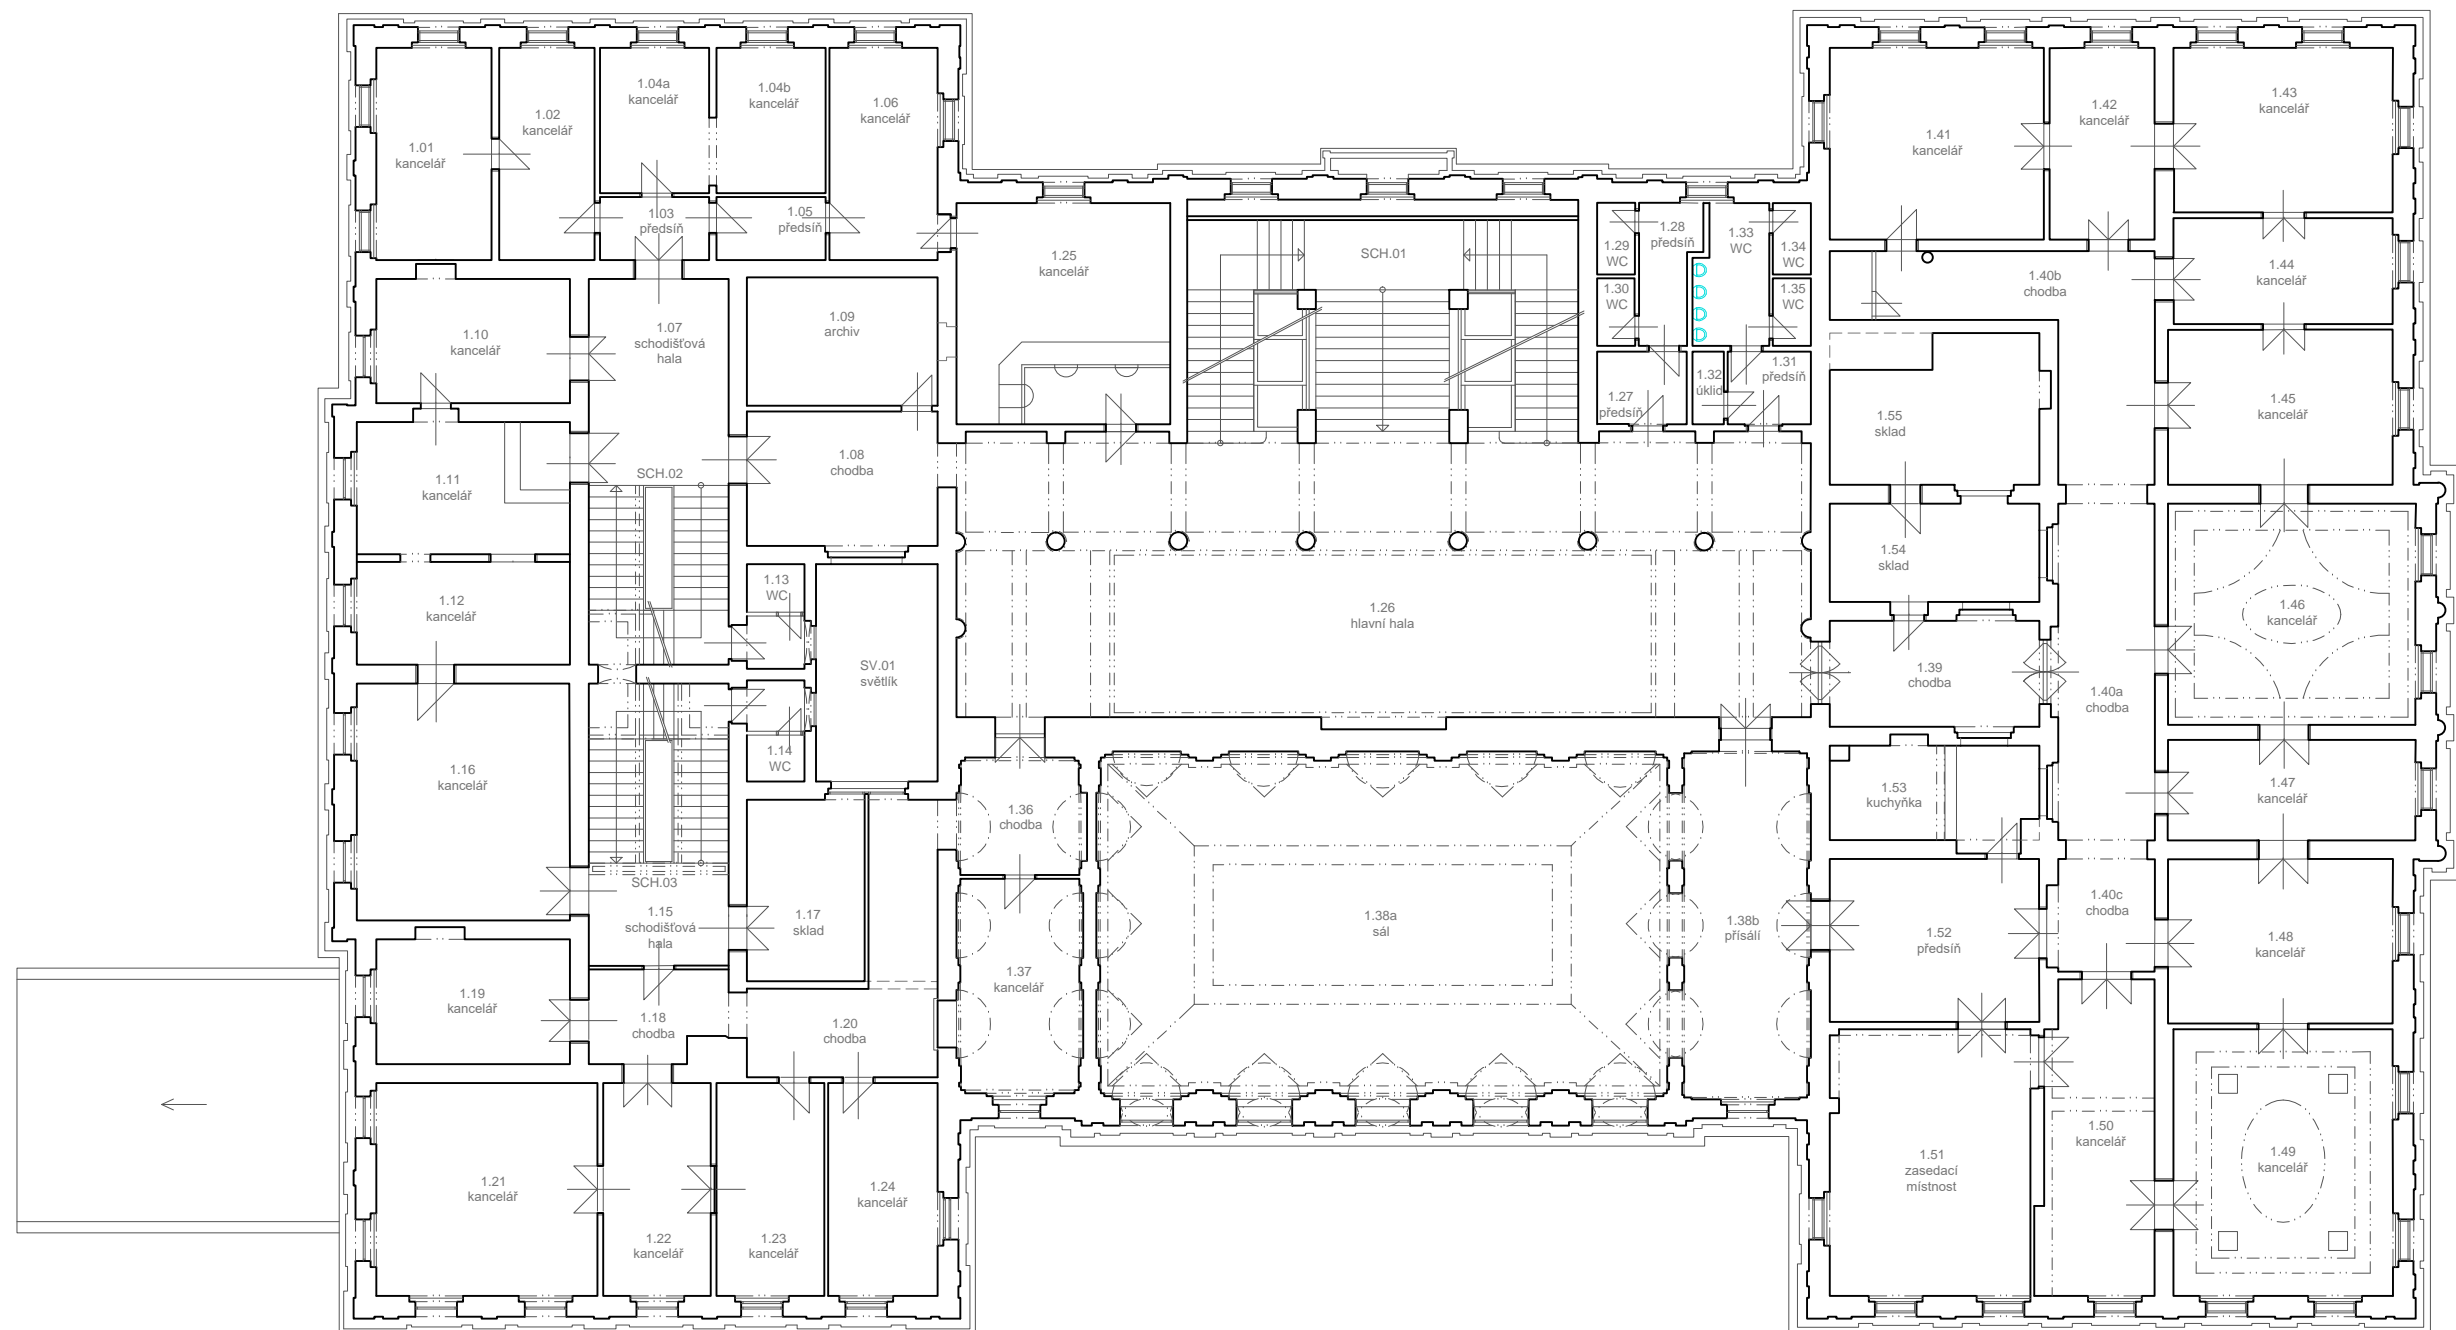 1.01
kancelář
1.02
kancelář
1.04a
kancelář
1.04b
kancelář
1.06
kancelář
1.03
předsíň
1.05
předsíň
1.25
kancelář
SCH.01
1.28
předsíň
1.29
WC
1.30
WC
1.33
WC
1.34
WC
1.35
WC
1.27
předsíň
1.32
úklid
1.31
předsíň
1.41
kancelář
1.42
kancelář
1.43
kancelář
1.40b
chodba
1.44
kancelář
1.10
kancelář
1.07
schodišťová
hala
1.09
archiv
1.11
kancelář
SCH.02
1.08
chodba
1.55
sklad
1.45
kancelář
1.12
kancelář
1.13
WC
SV.01
světlík
1.26
hlavní hala
1.54
sklad
1.46
kancelář
1.39
chodba
1.40a
chodba
1.16
kancelář
1.14
WC
1.36
chodba
1.53
kuchyňka
1.47
kancelář
SCH.03
1.15
schodišťová
hala
1.17
sklad
1.38a
sál
1.38b
přísálí
1.52
předsíň
1.40c
chodba
1.48
kancelář
1.19
kancelář
1.18
chodba
1.20
chodba
1.37
kancelář
1.21
kancelář
1.22
kancelář
1.23
kancelář
1.24
kancelář
1.51
zasedací
místnost
1.50
kancelář
1.49
kancelář